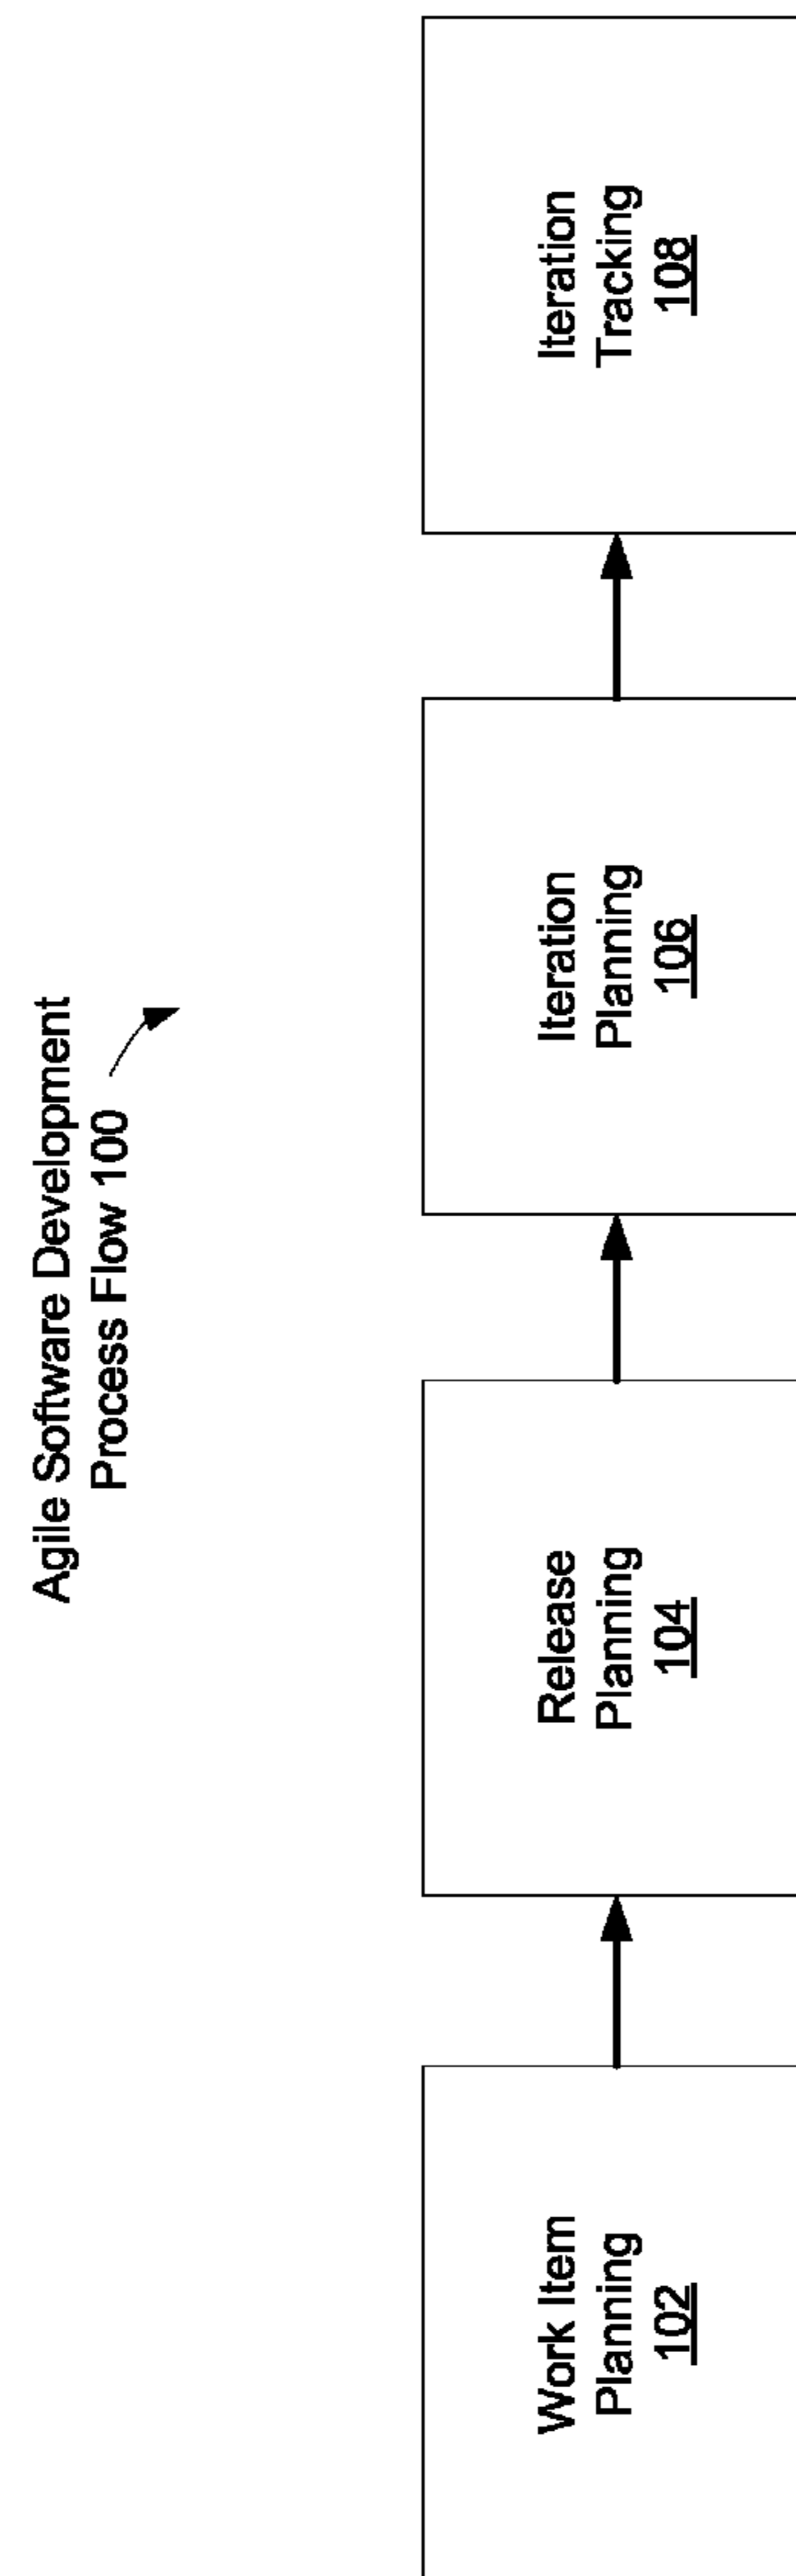 Agile Software Development
Process Flow 100
Work Item
Planning
102
Release
Planning
104
Iteration
Planning
106
Iteration
Tracking
108